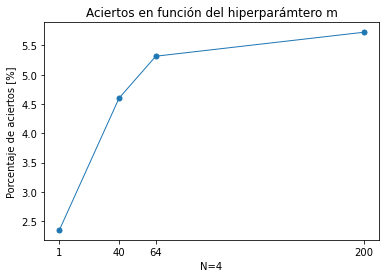 Aciertos en función del hiperparámtero m
Porcentaje de aciertos [%]
5.5
5.0
4.5
4.0
3.5
3.0
2.5
1 40 64 200
N=4